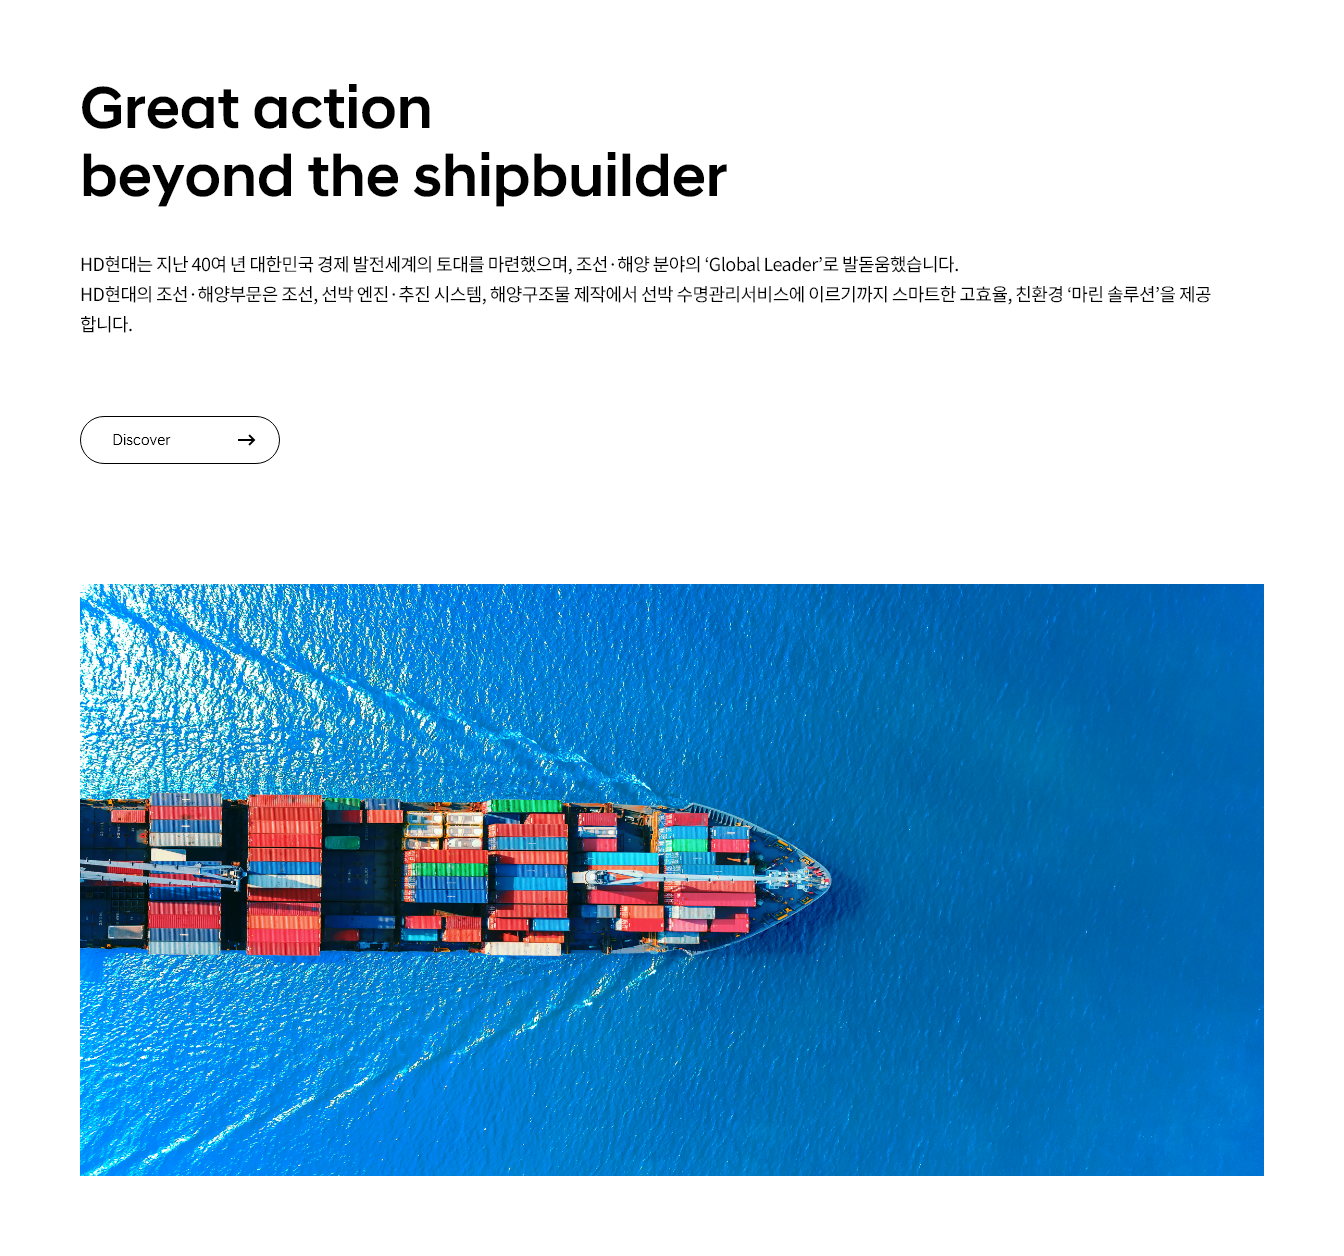 Great action
beyond the shipbuilder
HD현대는 지난 40여 년 대한민국 경제 발전세계의 토대를 마련했으며, 조선·해양 분야의 ‘Global Leader’로 발돋움했습니다.
HD현대의 조선·해양부문은 조선, 선박 엔진·추진 시스템, 해양구조물 제작에서 선박 수명관리서비스에 이르기까지 스마트한 고효율, 친환경 ‘마린 솔루션’을 제공
합니다.
Discover